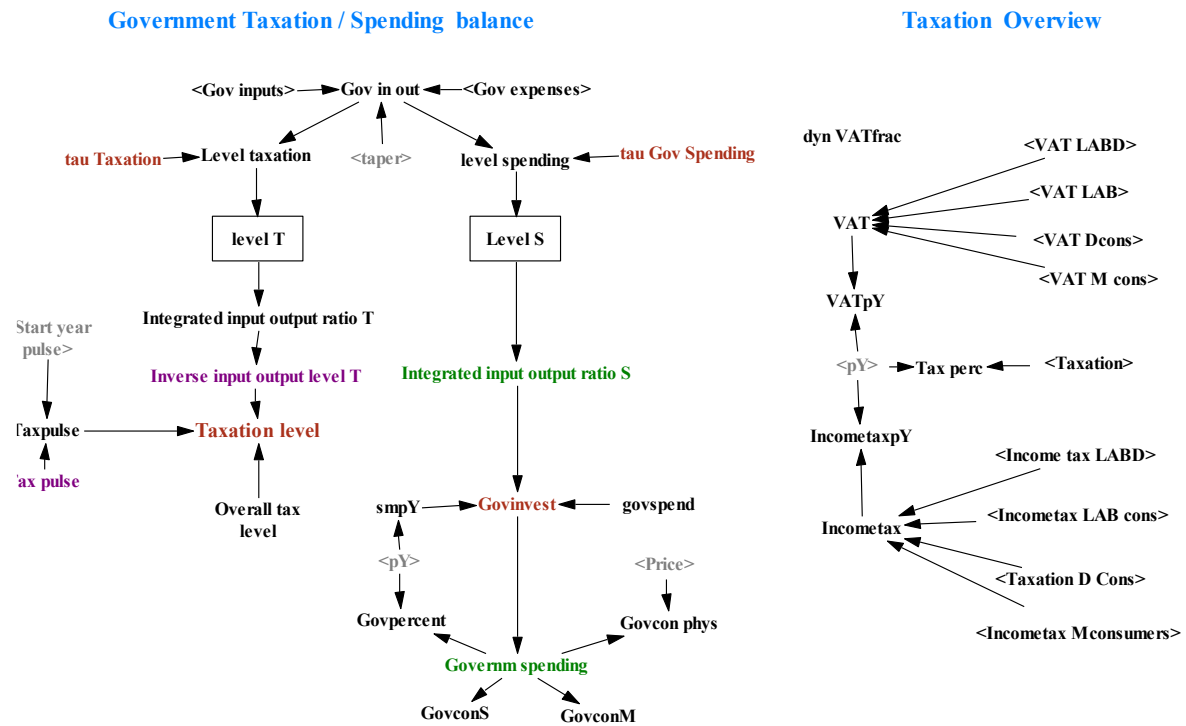 Government Taxation / Spending balance
Taxation Overview
<Gov inputs>
Gov in out
<Gov expenses>
tau Taxation
Level taxation
<taper>
level spending
tau Gov Spending
level T
Level S
Integrated input output ratio T
Start year
pulse>
Inverse input output level T
Integrated input output ratio S
Taxpulse
Taxation level
Tax pulse
Overall tax
level
smpY
Govinvest
govspend
<pY>
<Price>
Govpercent
Govcon phys
Governm spending
GovconS
GovconM
dyn VATfrac
<VAT LABD>
<VAT LAB>
VAT
<VAT Dcons>
<VAT M cons>
VATpY
<pY>
Tax perc
<Taxation>
IncometaxpY
<Income tax LABD>
Incometax
<Incometax LAB cons>
<Taxation D Cons>
<Incometax Mconsumers>